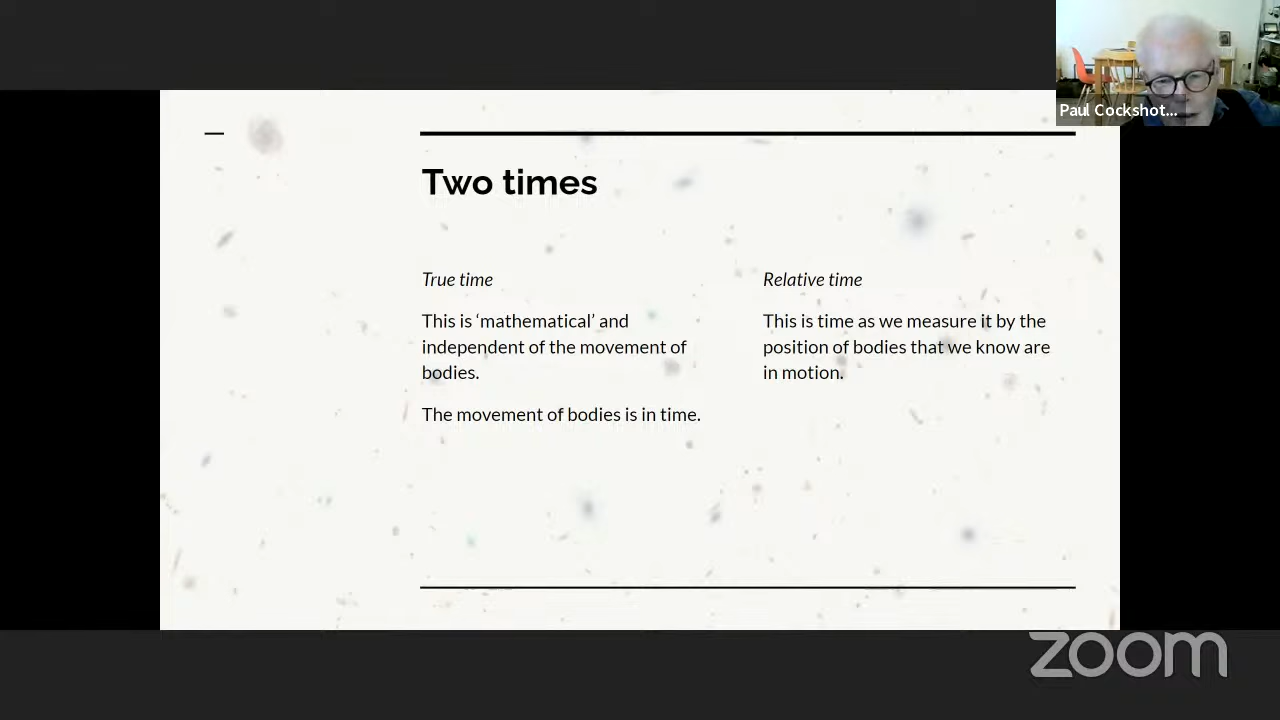 Paul Cockshot...
Two times
True time
This is ‘mathematical’ and
independent of the movement of
bodies.
The movement of bodies is in time.
Relative time
This is time as we measure it by the
position of bodies that we know are
in motion.
zoom